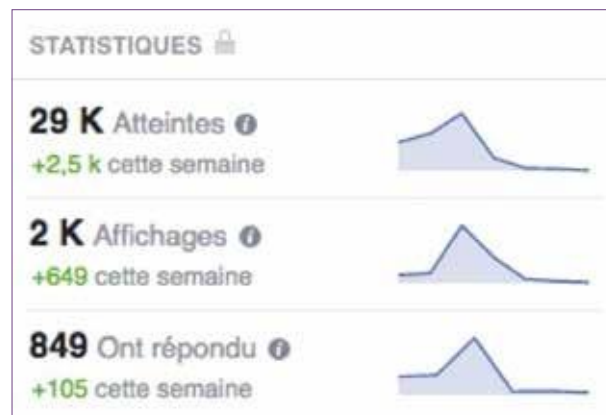 STATISTIQUES
29 K Atteintes
+2,5 k cette semaine
2 K Affichages
+649 cette semaine
849 Ont répondu
+105 cette semaine